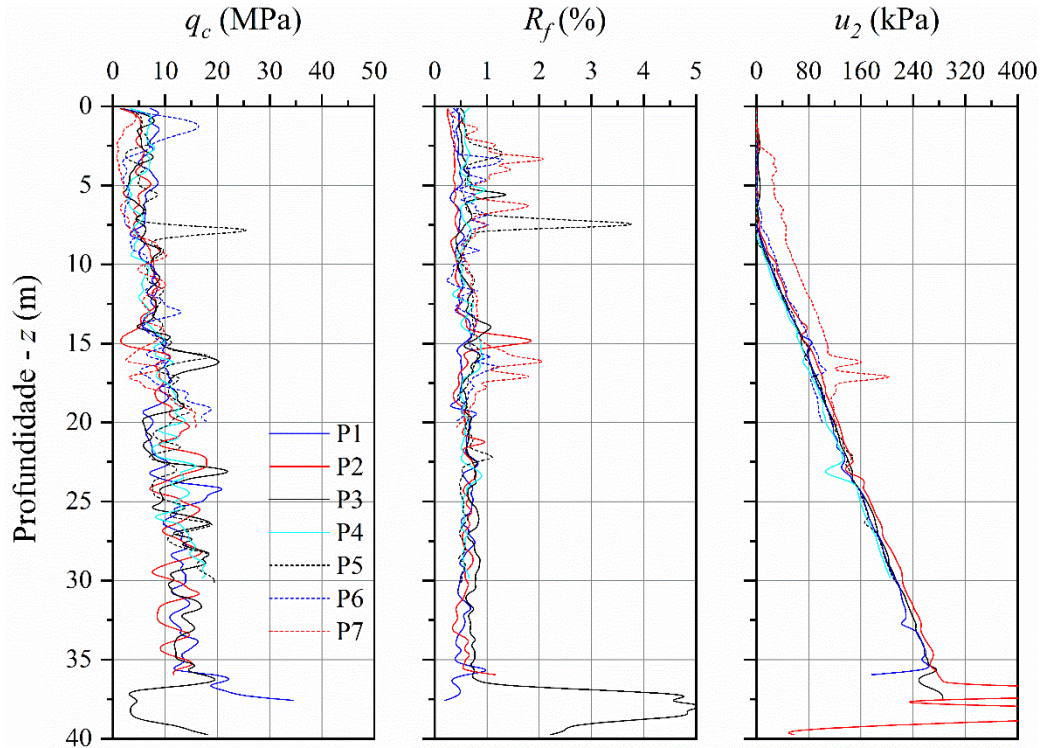 q_c (MPa) R_f (%) u_2 (kPa)
0 10 20 30 40 50 0 1 2 3 4 5 0 80 160 240 320 400
0
5
10
15
20
25
30
35
40
Profundidade - z (m)
P1
P2
P3
P4
P5
P6
P7